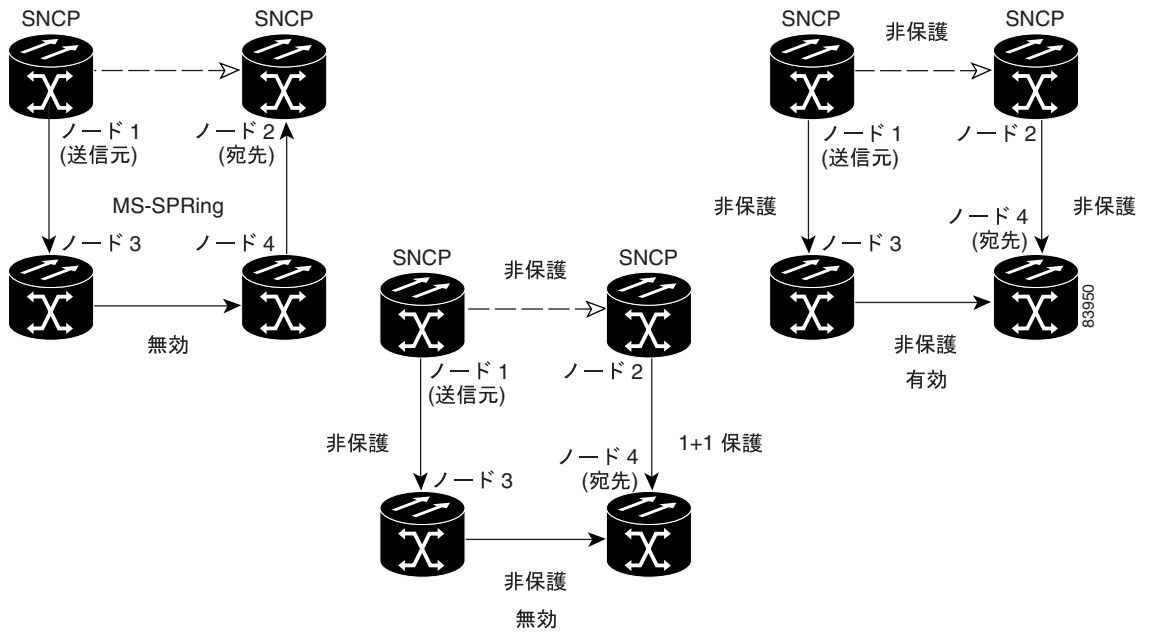 SNCP
SNCP
ノード 1
(送信元)
ノード 2
(宛先)
MS-SPRing
ノード 3
ノード 4
無効
SNCP
非保護
SNCP
ノード 1
(送信元)
ノード 2
非保護
1+1 保護
ノード 3
ノード 4
(宛先)
非保護
無効
SNCP
非保護
SNCP
ノード 1
(送信元)
ノード 2
非保護
非保護
ノード 3
ノード 4
(宛先)
非保護
有効
83950